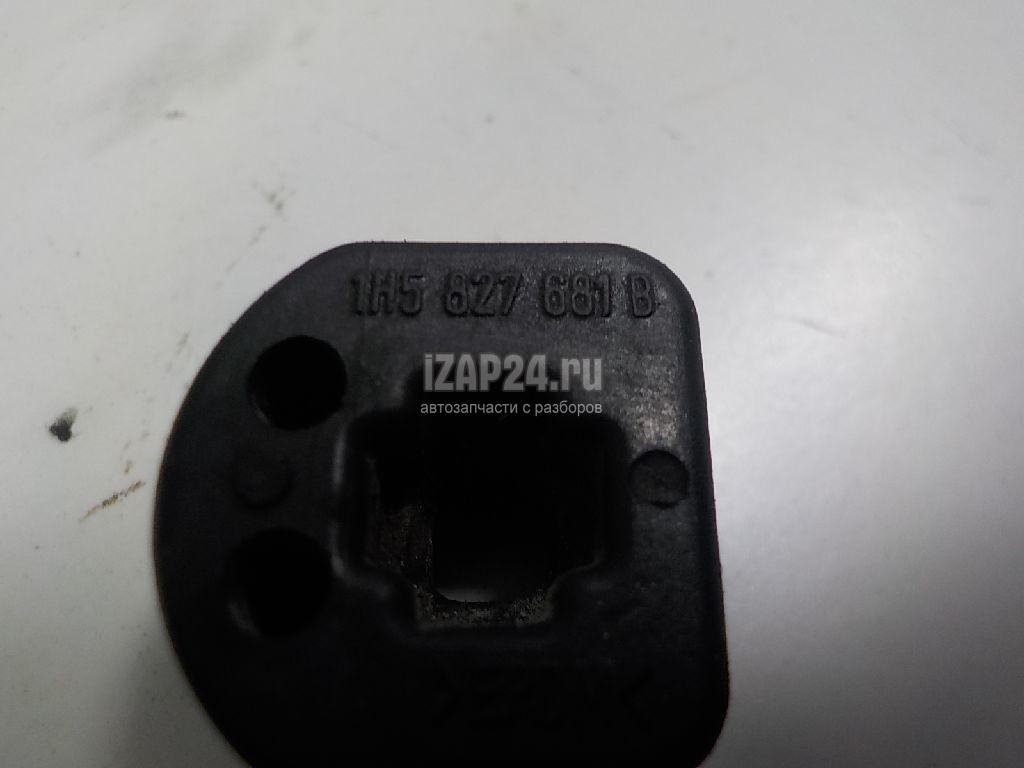 1H5 827 681 B
iZAP24.ru
автозапчасти с разборов